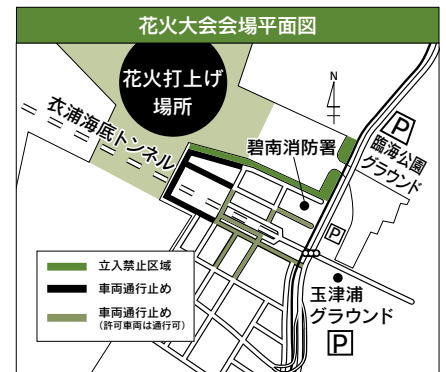 花火大会会場平面図
花火打上げ
場所
N
P
衣浦海底トンネル
碧南消防署
臨海公園
グラウンド
P
立入禁止区域
車両通行止め
車両通行止め
(許可車両は通行可)
玉津浦
グラウンド
P